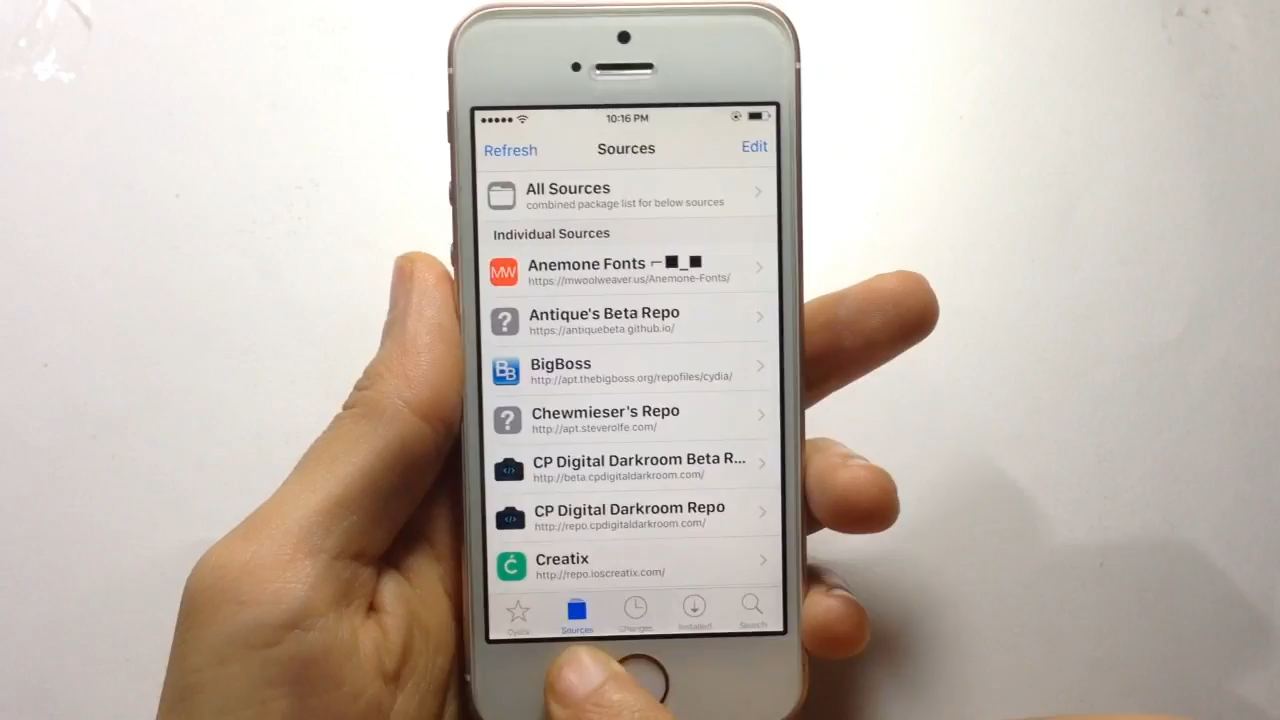 10:16 PM
Refresh Sources Edit
All Sources
combined package list for below sources
Individual Sources
MW
Anemone Fonts ⌐■_■
https://mwoolweaver.us/Anemone-Fonts/
?
Antique's Beta Repo
https://antiquebeta.github.io/
BB
BigBoss
http://apt.thebigboss.org/repofiles/cydia/
?
Chewmieser's Repo
http://apt.steverolfe.com/
</>
CP Digital Darkroom Beta R...
http://beta.cpdigitaldarkroom.com/
</>
CP Digital Darkroom Repo
http://repo.cpdigitaldarkroom.com/
Ć
Creatix
http://repo.ioscreatix.com/
Cydia Sources Changes Installed Search